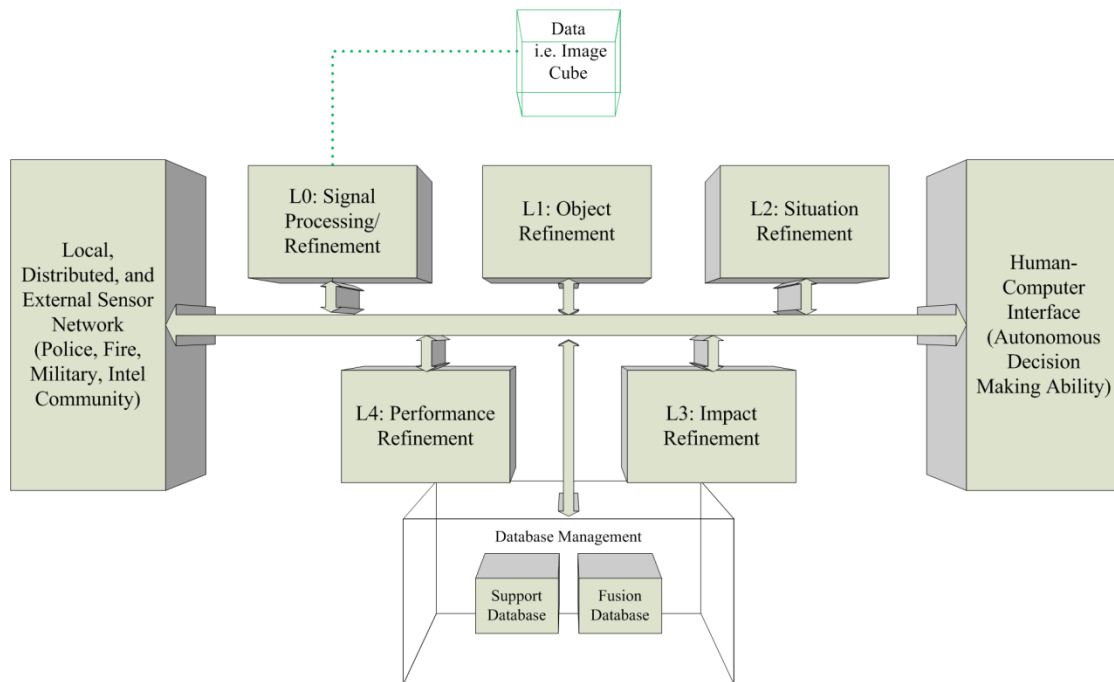 Data
i.e. Image
Cube
L0: Signal
Processing/
Refinement
L1: Object
Refinement
L2: Situation
Refinement
Local,
Distributed, and
External Sensor
Network
(Police, Fire,
Military, Intel
Community)
Human-
Computer
Interface
(Autonomous
Decision
Making Ability)
L4: Performance
Refinement
L3: Impact
Refinement
Database Management
Support
Database
Fusion
Database